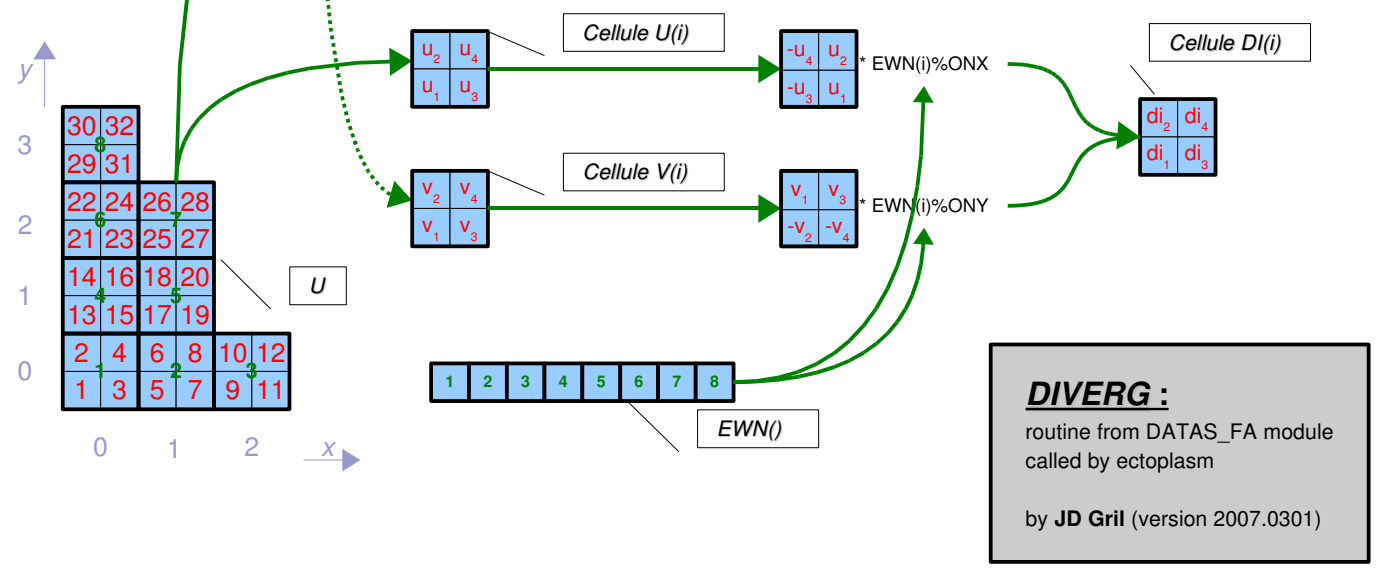 Cellule U(i)
Cellule DI(i)
u2 u4
u1 u3
-u4 u2
-u3 u1
* EWN(i)%ONX
di2 di4
di1 di3
Cellule V(i)
v2 v4
v1 v3
v1 v3
-v2 -v4
* EWN(i)%ONY
y
3
30 32
8
29 31
2
22 24 26 28
6 7
21 23 25 27
1
14 16 18 20
4 5
13 15 17 19
0
2 4 6 8 10 12
1 2 3
1 3 5 7 9 11
0 1 2 x
U
1 2 3 4 5 6 7 8
EWN()
DIVERG :
routine from DATAS_FA module
called by ectoplasm
by JD Gril (version 2007.0301)